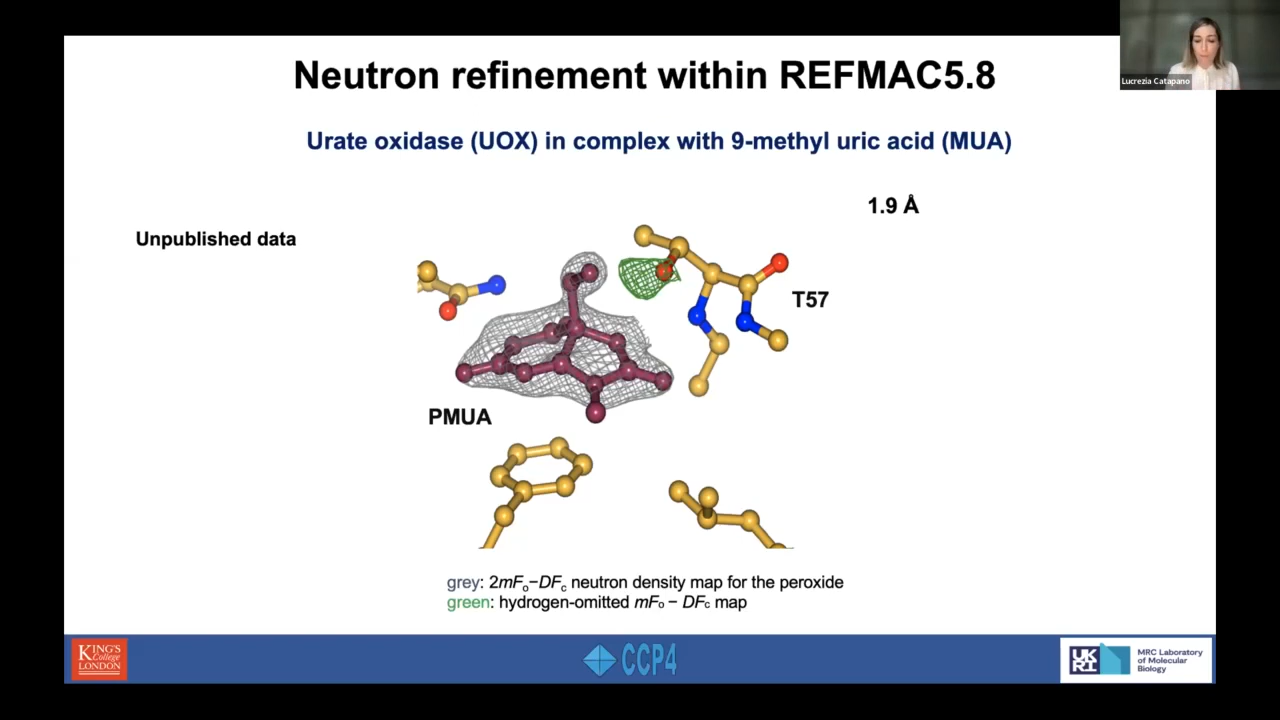 Lucrezia Catapano
Neutron refinement within REFMAC5.8
Urate oxidase (UOX) in complex with 9-methyl uric acid (MUA)
1.9 Å
Unpublished data
T57
PMUA
grey: 2mFo−DFc neutron density map for the peroxide
green: hydrogen-omitted mFo − DFc map
KING'S
College
LONDON
CCP4
UK
RI
MRC Laboratory
of Molecular
Biology